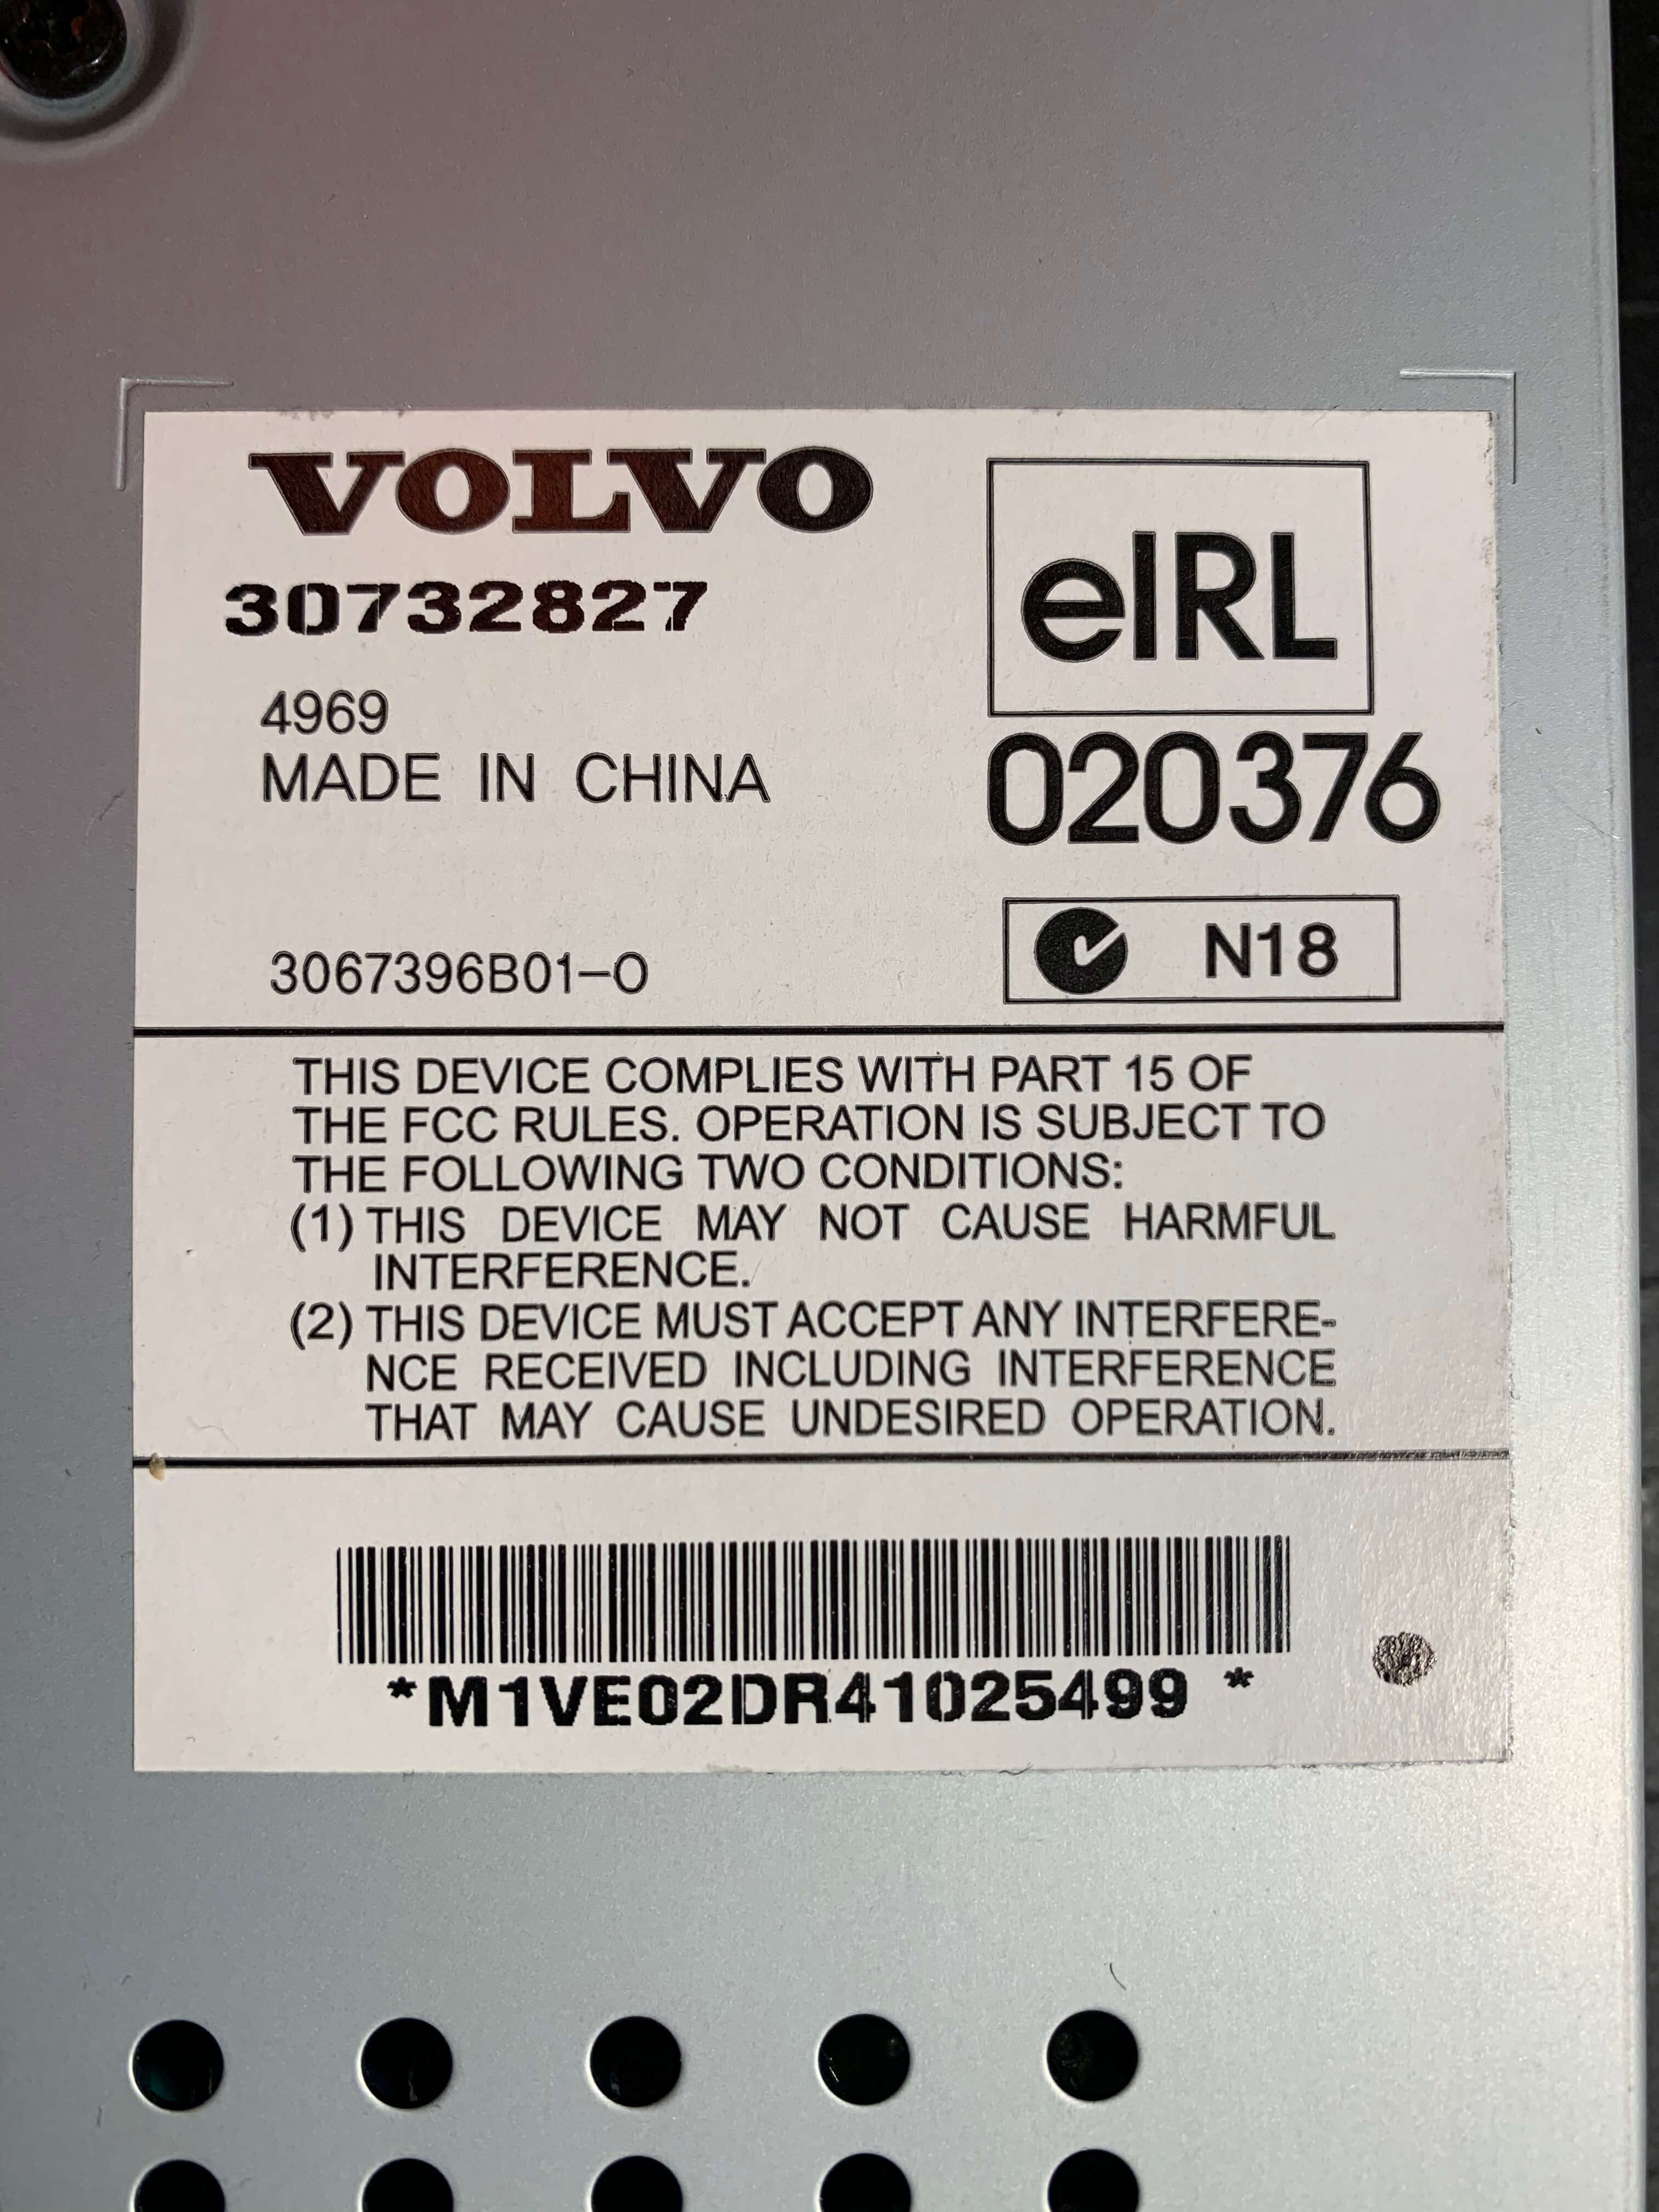 VOLVO
30732827
4969
MADE IN CHINA
3067396B01-O
eIRL
020376
N18
THIS DEVICE COMPLIES WITH PART 15 OF
THE FCC RULES. OPERATION IS SUBJECT TO
THE FOLLOWING TWO CONDITIONS:
(1) THIS DEVICE MAY NOT CAUSE HARMFUL
INTERFERENCE.
(2) THIS DEVICE MUST ACCEPT ANY INTERFERE-
NCE RECEIVED INCLUDING INTERFERENCE
THAT MAY CAUSE UNDESIRED OPERATION.
*M1VE02DR41025499 *